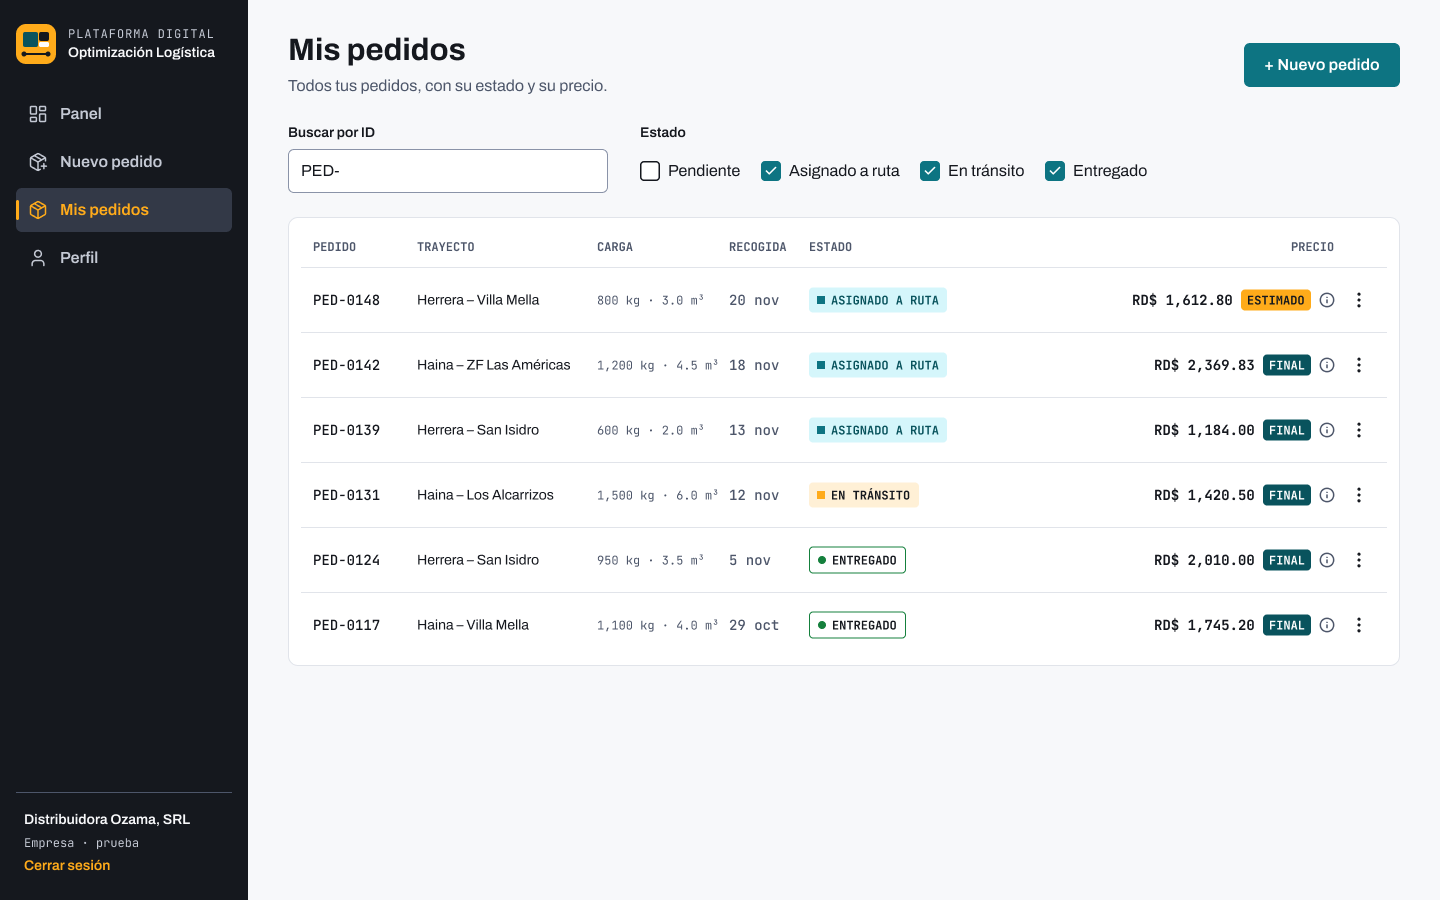 PLATAFORMA DIGITAL
Optimización Logística
Panel
Nuevo pedido
Mis pedidos
Perfil
Distribuidora Ozama, SRL
Empresa · prueba
Cerrar sesión
Mis pedidos
Todos tus pedidos, con su estado y su precio.
+ Nuevo pedido
Buscar por ID
PED-
Estado
Pendiente Asignado a ruta En tránsito Entregado
PEDIDO TRAYECTO CARGA RECOGIDA ESTADO PRECIO
PED-0148 Herrera – Villa Mella 800 kg · 3.0 m³ 20 nov ASIGNADO A RUTA RD$ 1,612.80 ESTIMADO
PED-0142 Haina – ZF Las Américas 1,200 kg · 4.5 m³ 18 nov ASIGNADO A RUTA RD$ 2,369.83 FINAL
PED-0139 Herrera – San Isidro 600 kg · 2.0 m³ 13 nov ASIGNADO A RUTA RD$ 1,184.00 FINAL
PED-0131 Haina – Los Alcarrizos 1,500 kg · 6.0 m³ 12 nov EN TRÁNSITO RD$ 1,420.50 FINAL
PED-0124 Herrera – San Isidro 950 kg · 3.5 m³ 5 nov ENTREGADO RD$ 2,010.00 FINAL
PED-0117 Haina – Villa Mella 1,100 kg · 4.0 m³ 29 oct ENTREGADO RD$ 1,745.20 FINAL